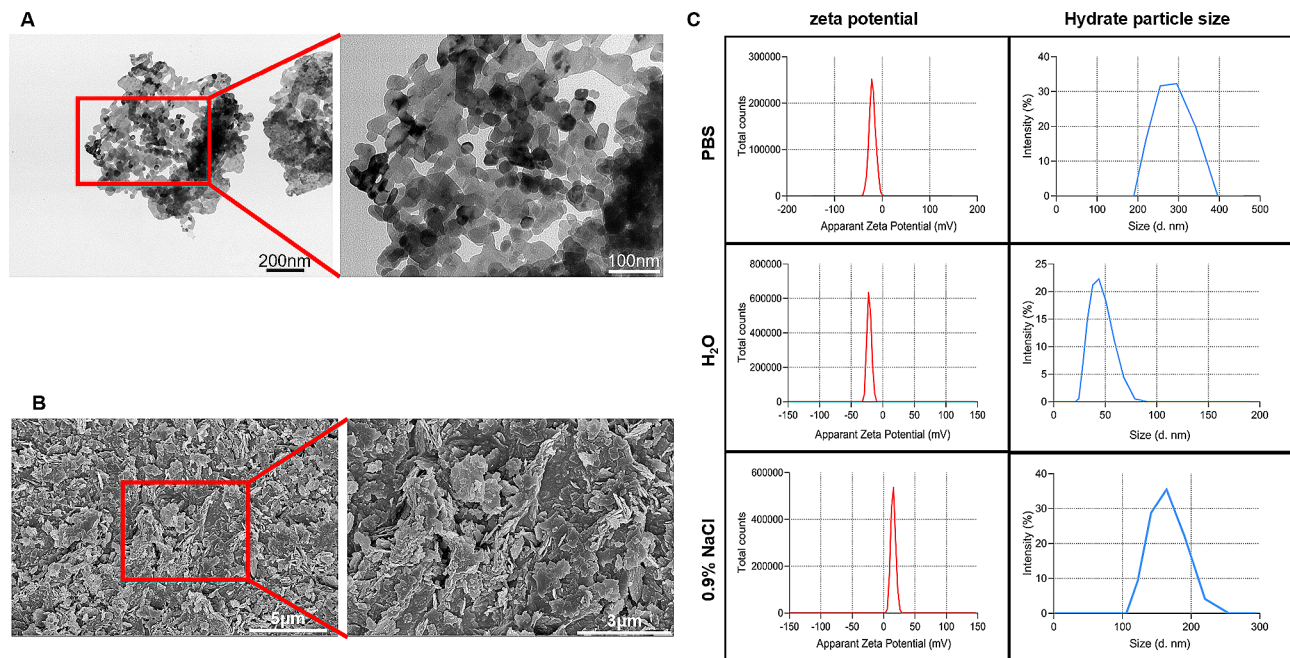 A
200nm
100nm
B
5μm
3μm
C
zeta potential
Hydrate particle size
PBS
Total counts
300000
200000
100000
0
-200
-100
0
100
200
Apparant Zeta Potential (mV)
Intensity (%)
40
30
20
10
0
0
100
200
300
400
500
Size (d. nm)
H₂O
Total counts
800000
600000
400000
200000
0
-150
-100
-50
0
50
100
150
Apparant Zeta Potential (mV)
Intensity (%)
25
20
15
10
5
0
0
50
100
150
200
Size (d. nm)
0.9% NaCl
Total counts
600000
400000
200000
0
-150
-100
-50
0
50
100
150
Apparant Zeta Potential (mV)
Intensity (%)
40
30
20
10
0
0
100
200
300
Size (d. nm)